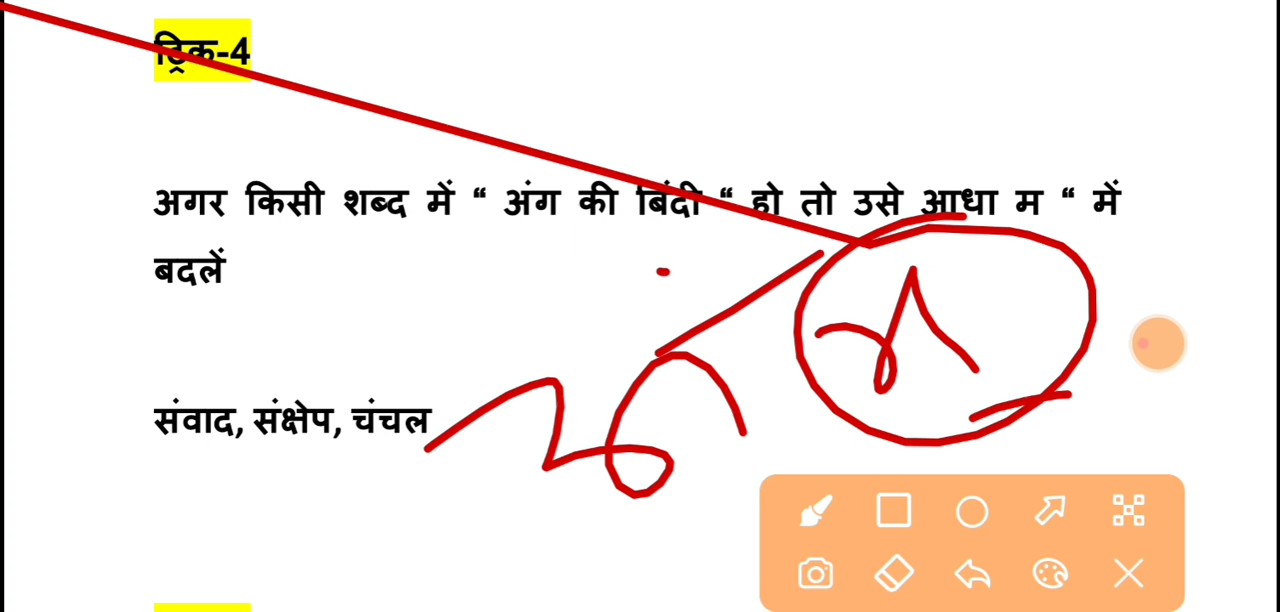 ट्रिक-4
अगर किसी शब्द में “ अंग की बिंदी “ हो तो उसे आधा म “ में
बदलें
संवाद, संक्षेप, चंचल